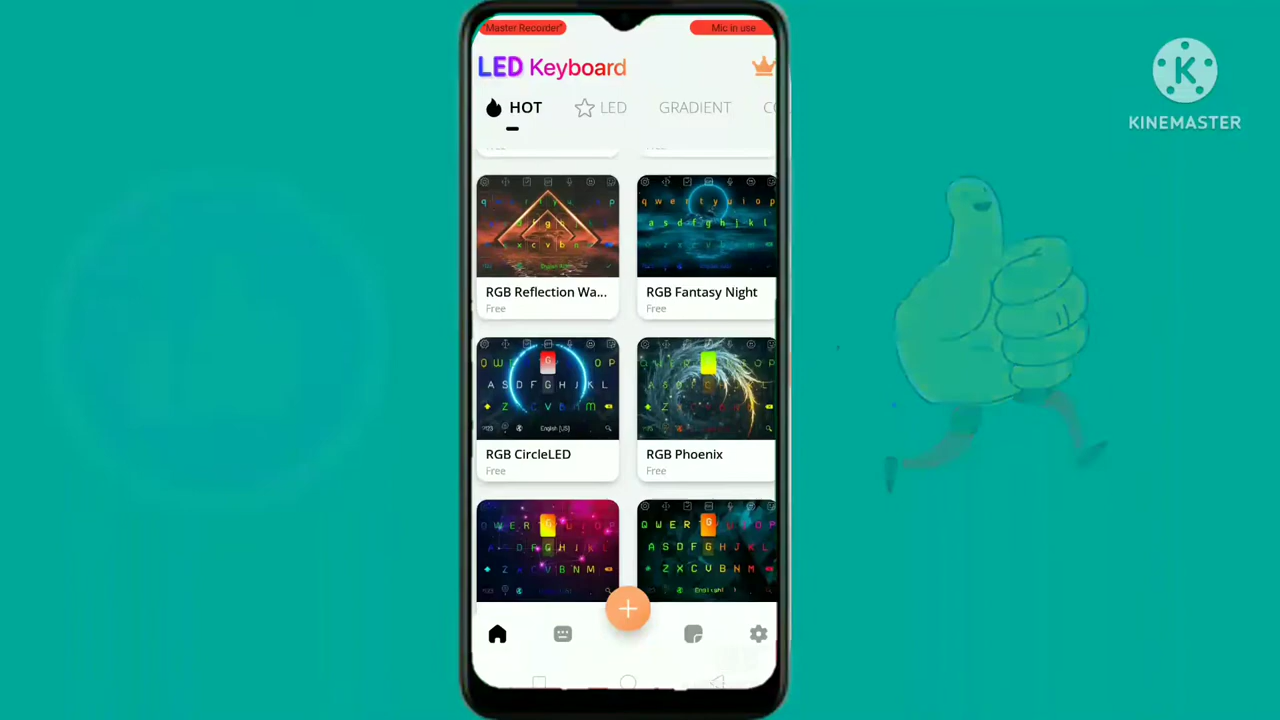 "Master Recorder"
Mic in use
LED Keyboard
HOT
LED
GRADIENT
KINEMASTER
RGB Reflection Wa...
Free
RGB Fantasy Night
Free
RGB CircleLED
Free
RGB Phoenix
Free